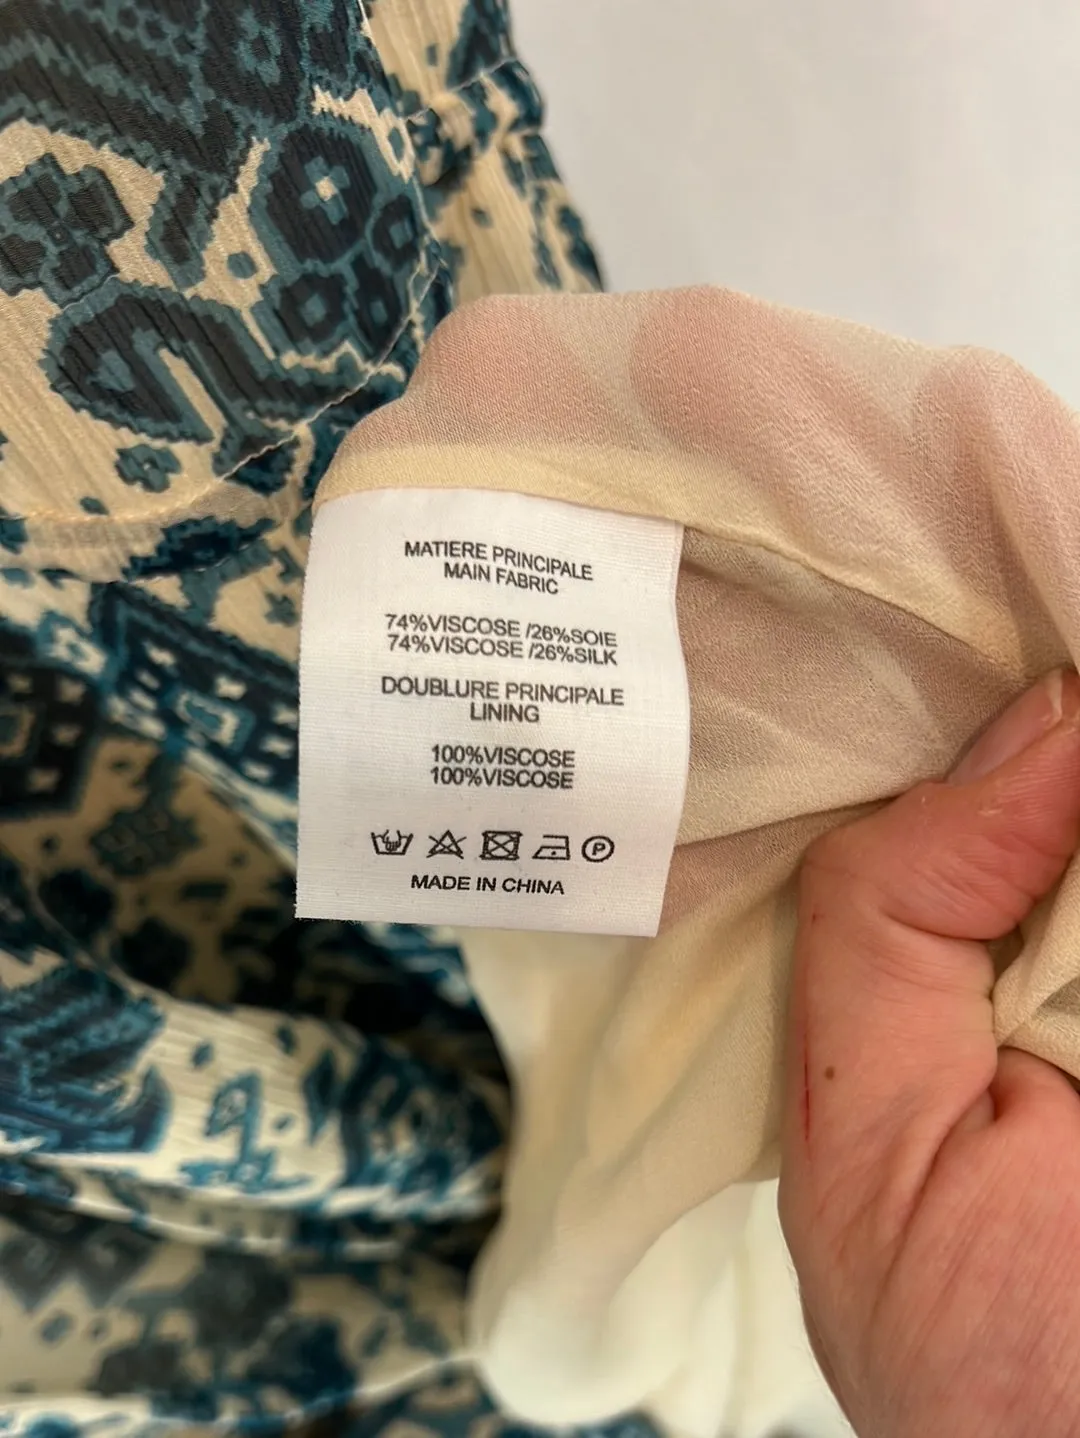 MATIERE PRINCIPALE
MAIN FABRIC
74%VISCOSE /26%SOIE
74%VISCOSE /26%SILK
DOUBLURE PRINCIPALE
LINING
100%VISCOSE
100%VISCOSE
P
MADE IN CHINA